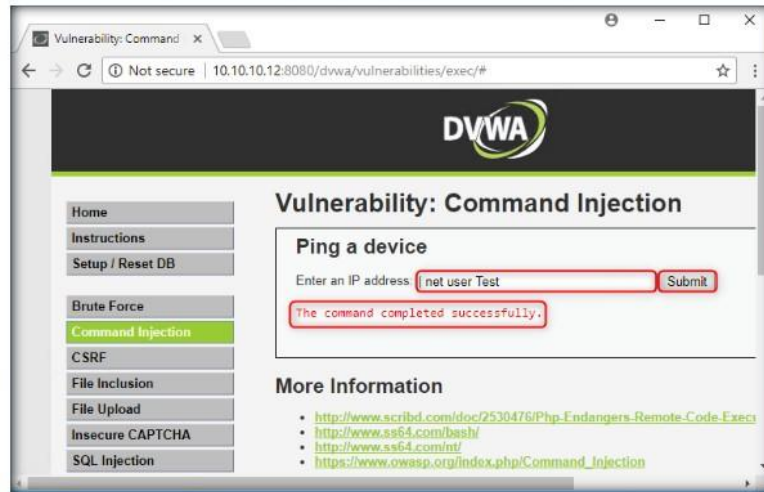 Vulnerability: Command
Not secure | 10.10.10.12:8080/dvwa/vulnerabilities/exec/#
DVWA
Home
Instructions
Setup / Reset DB
Brute Force
Command Injection
CSRF
File Inclusion
File Upload
Insecure CAPTCHA
SQL Injection
Vulnerability: Command Injection
Ping a device
Enter an IP address: | net user Test Submit
The command completed successfully.
More Information
http://www.scribd.com/doc/2530476/Php-Endangers-Remote-Code-Execu
http://www.ss64.com/bash/
http://www.ss64.com/nt/
https://www.owasp.org/index.php/Command_Injection